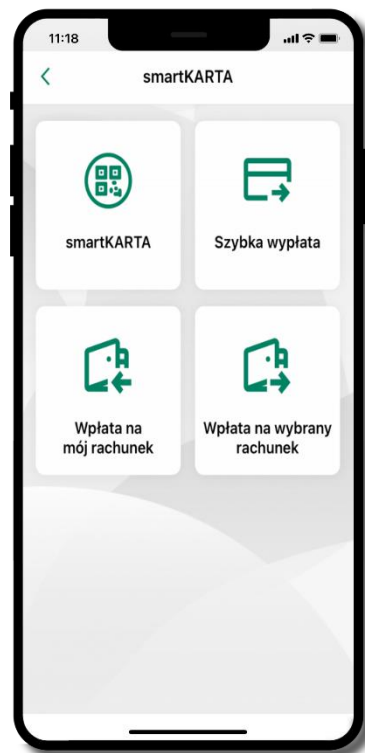 11:18
smartKARTA
smartKARTA
Szybka wypłata
Wpłata na
mój rachunek
Wpłata na wybrany
rachunek